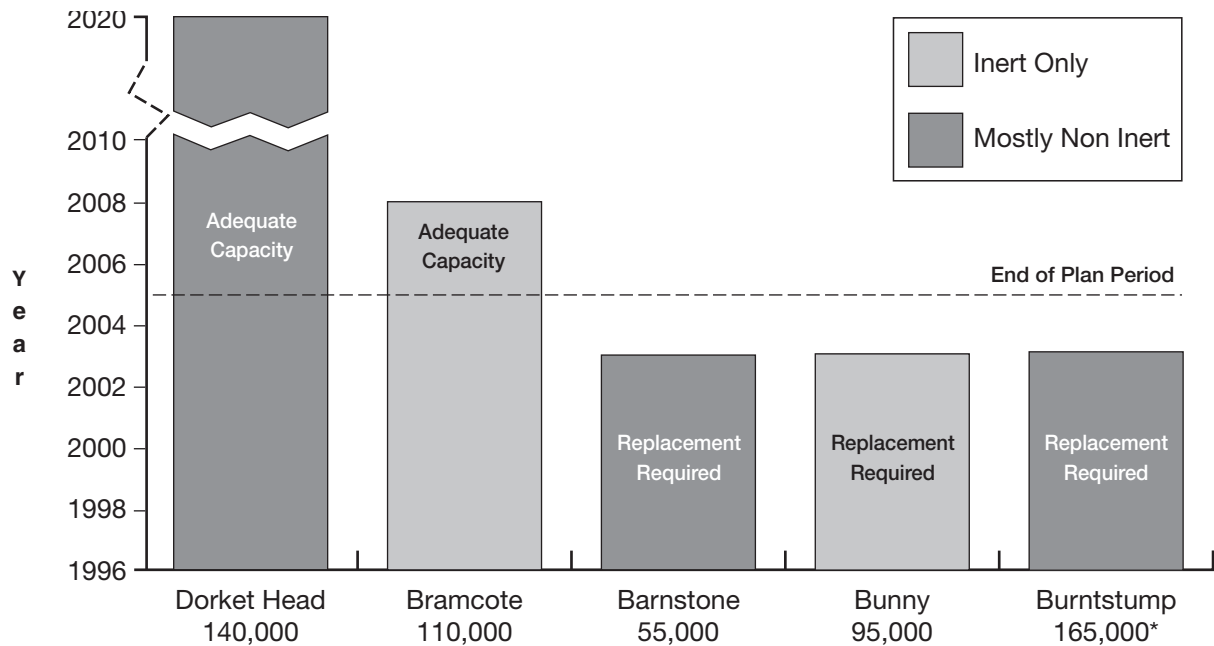 2020
2010
2008
2006
2004
2002
2000
1998
1996
Year
Inert Only
Mostly Non Inert
Adequate
Capacity
Adequate
Capacity
End of Plan Period
Replacement
Required
Replacement
Required
Replacement
Required
Dorket Head
140,000
Bramcote
110,000
Barnstone
55,000
Bunny
95,000
Burntstump
165,000*